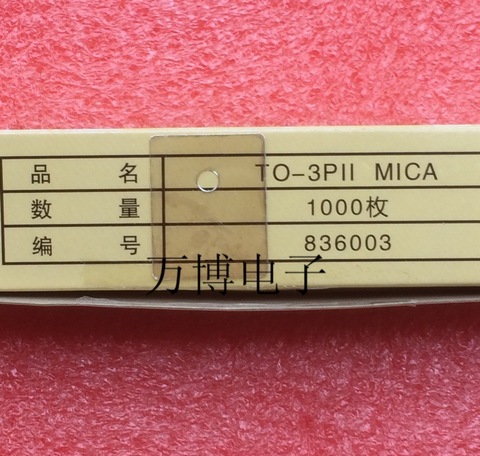 品 名 TO-3PII MICA
数 量 1000枚
编 号 836003
万博电子